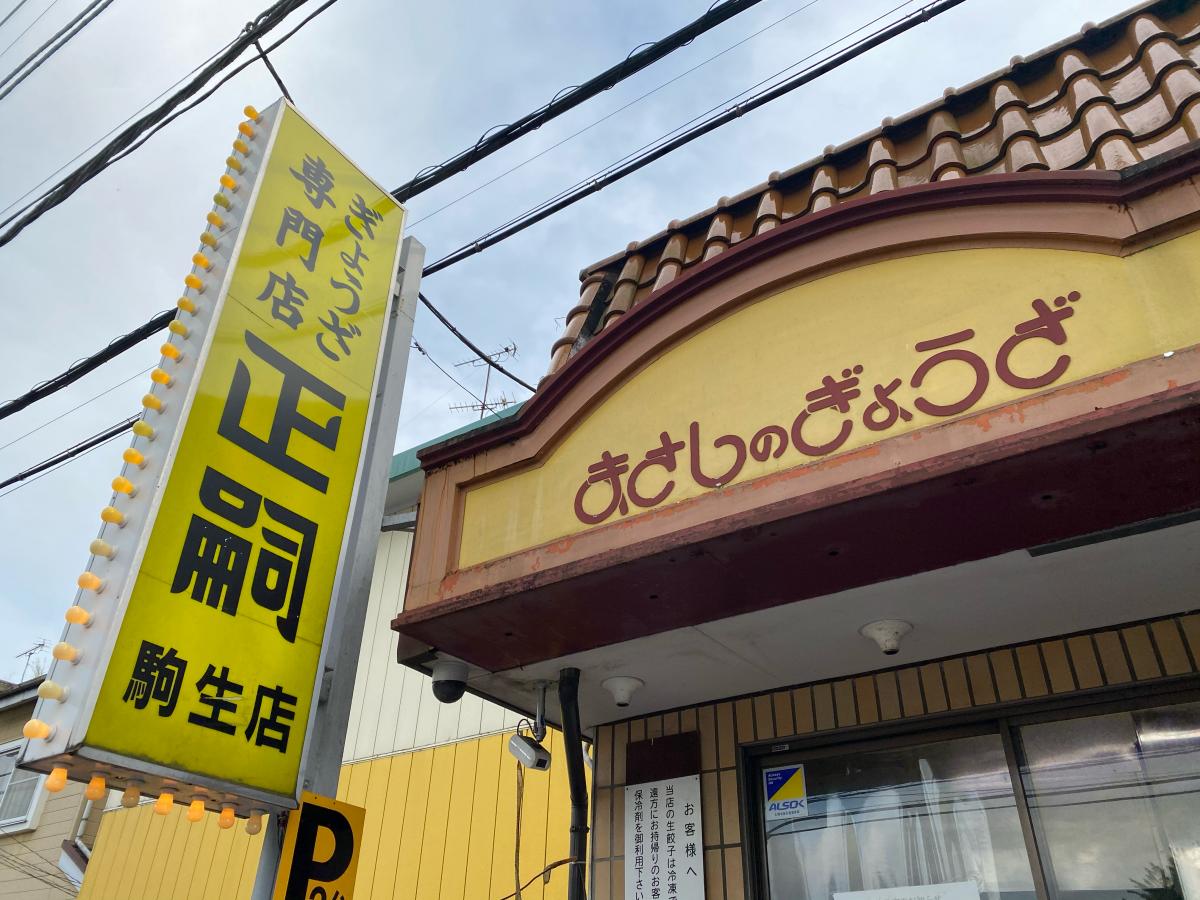 ぎょうざ
専門店
正嗣
駒生店
まさしのぎょうざ
P
ALSOK
お客様へ
当店の生餃子は冷凍で
遠方にお持帰りのお客
保冷剤を御利用下さい